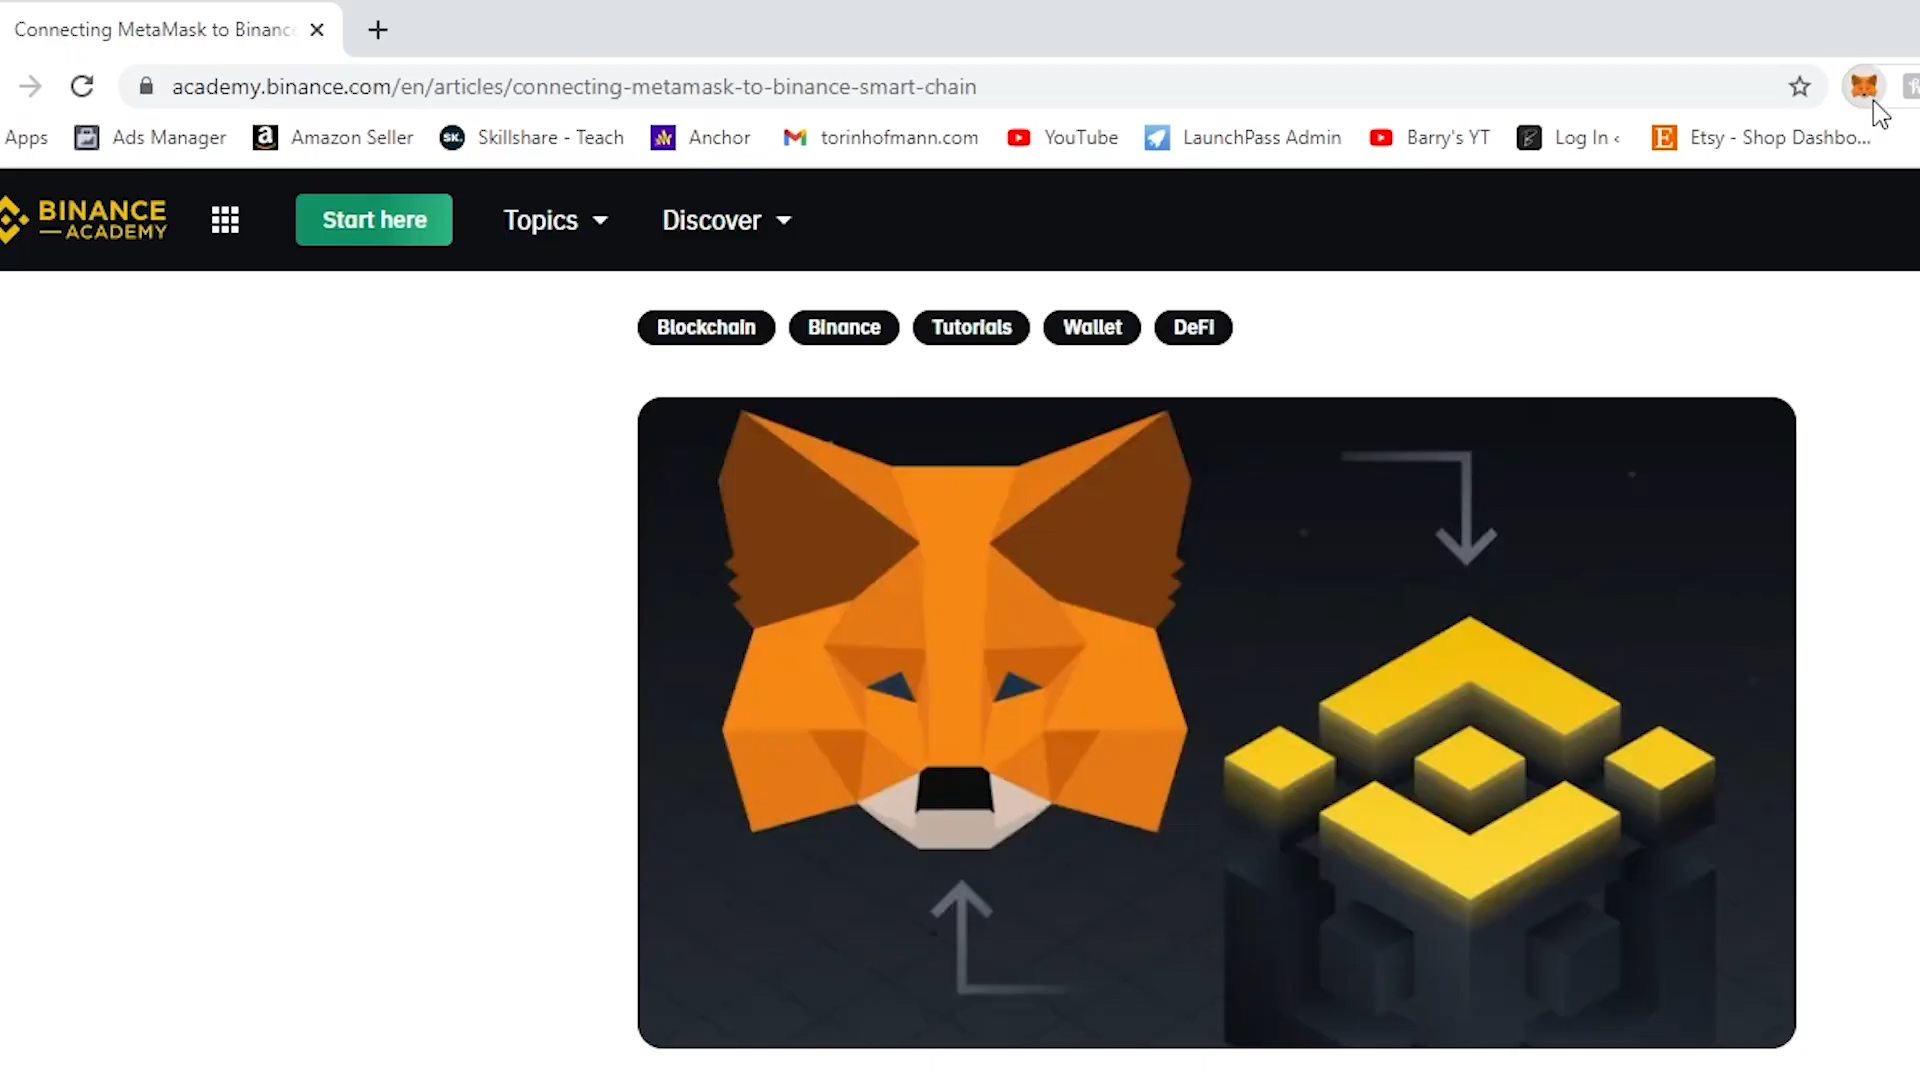 Connecting MetaMask to Binance
academy.binance.com/en/articles/connecting-metamask-to-binance-smart-chain
Apps Ads Manager Amazon Seller Skillshare - Teach Anchor torinhofmann.com YouTube LaunchPass Admin Barry's YT Log In ‹ Etsy - Shop Dashbo...
BINANCE
ACADEMY
Start here Topics Discover
Blockchain Binance Tutorials Wallet DeFi